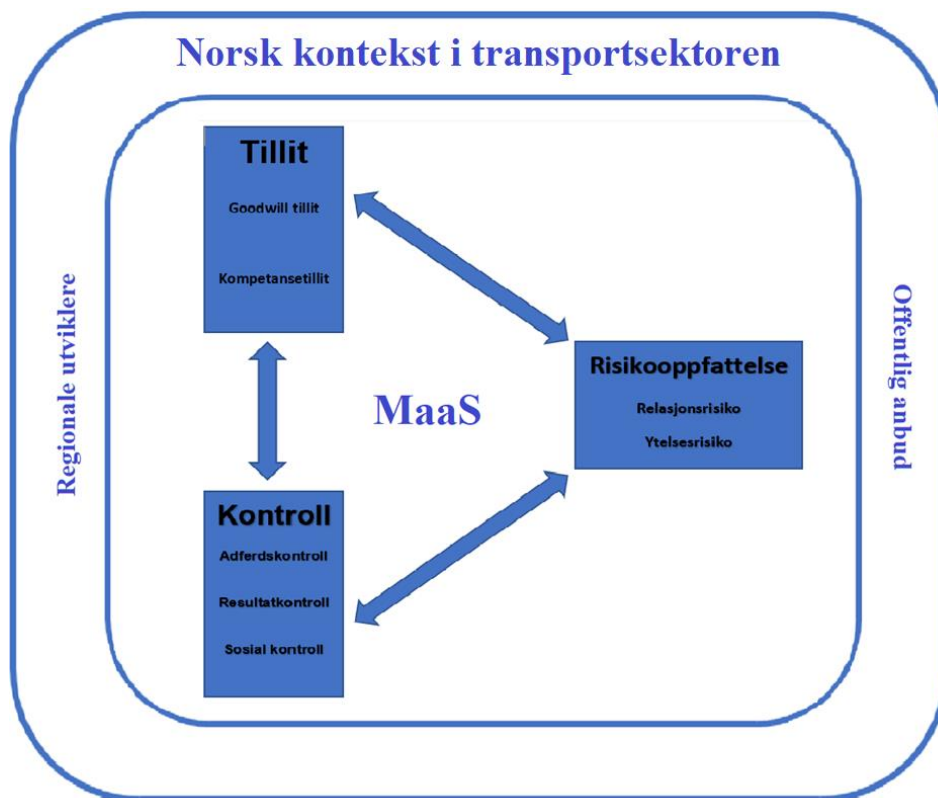 Norsk kontekst i transportsektoren
Regionale utviklere
Tillit
Goodwill tillit
Kompetansetillit
MaaS
Risikooppfattelse
Relasjonsrisiko
Ytelsesrisiko
Kontroll
Adferdskontroll
Resultatkontroll
Sosial kontroll
Offentlig anbud